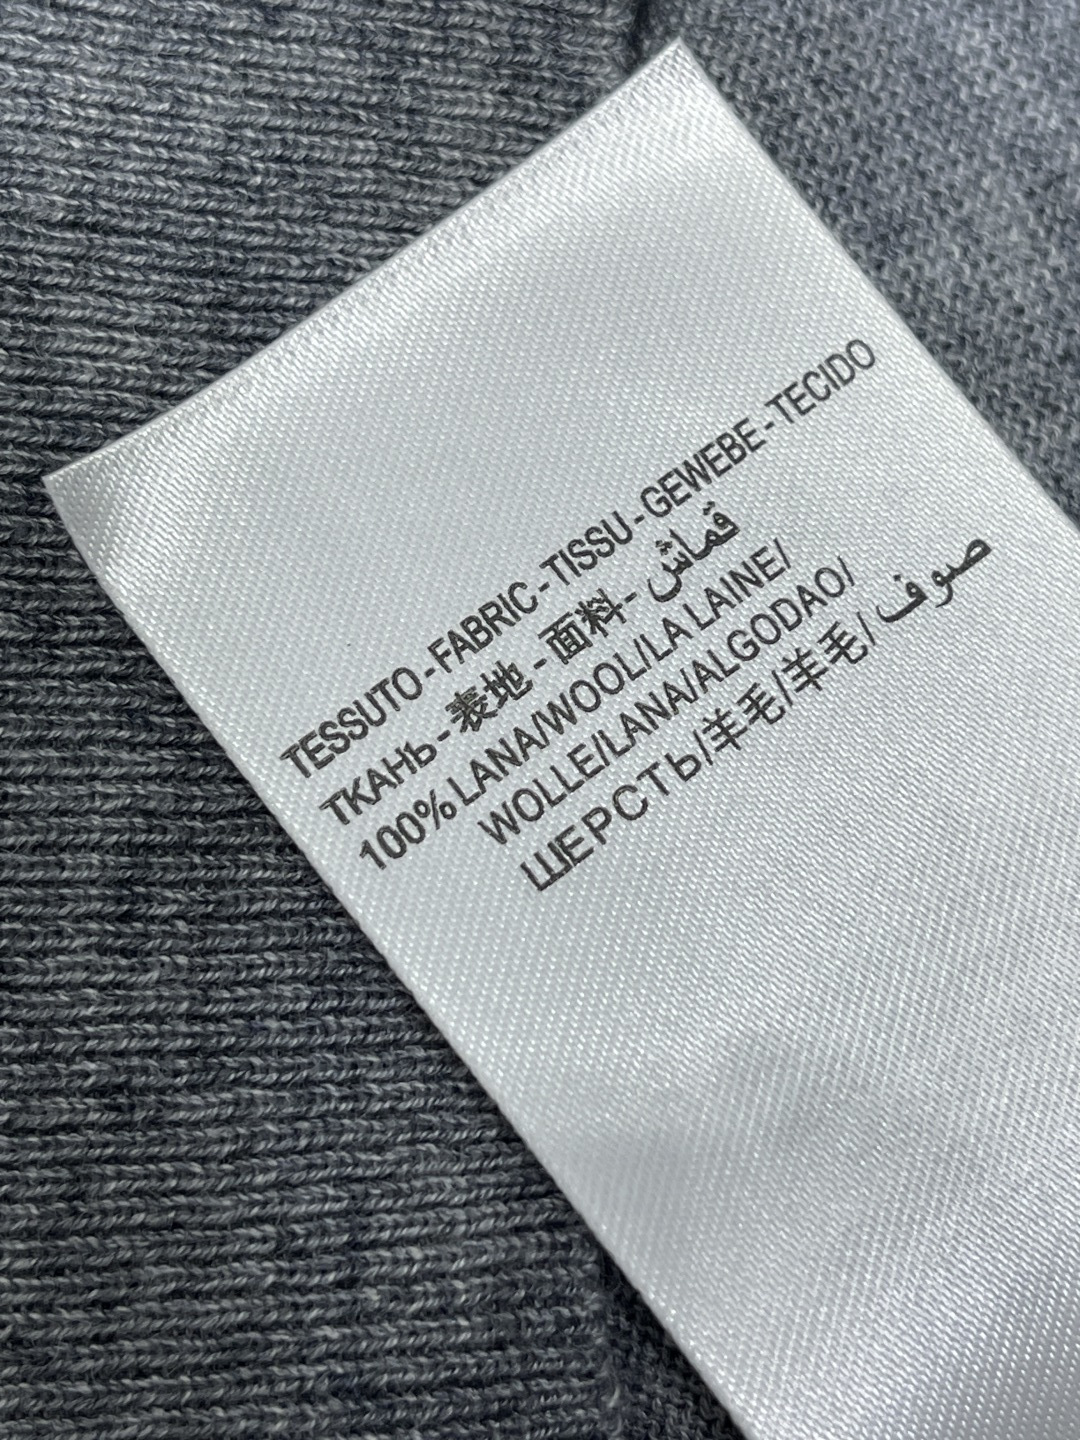 TESSUTO - FABRIC - TISSU - GEWEBE - TECIDO
ТКАНЬ - 表地 - 面料 - قماش
100% LANA/WOOL/LA LAINE/
WOLLE/LANA/ALGODAO/
ШЕРСТЬ/羊毛/羊毛/صوف